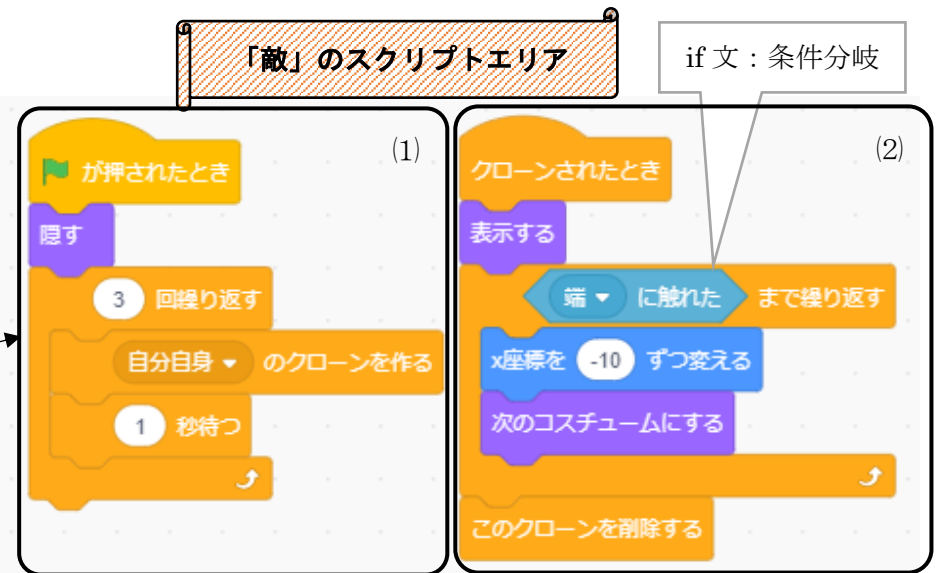 「敵」のスクリプトエリア
if 文：条件分岐
(1)
が押されたとき
隠す
3 回繰り返す
自分自身 のクローンを作る
1 秒待つ
(2)
クローンされたとき
表示する
端 に触れた まで繰り返す
x座標を -10 ずつ変える
次のコスチュームにする
このクローンを削除する